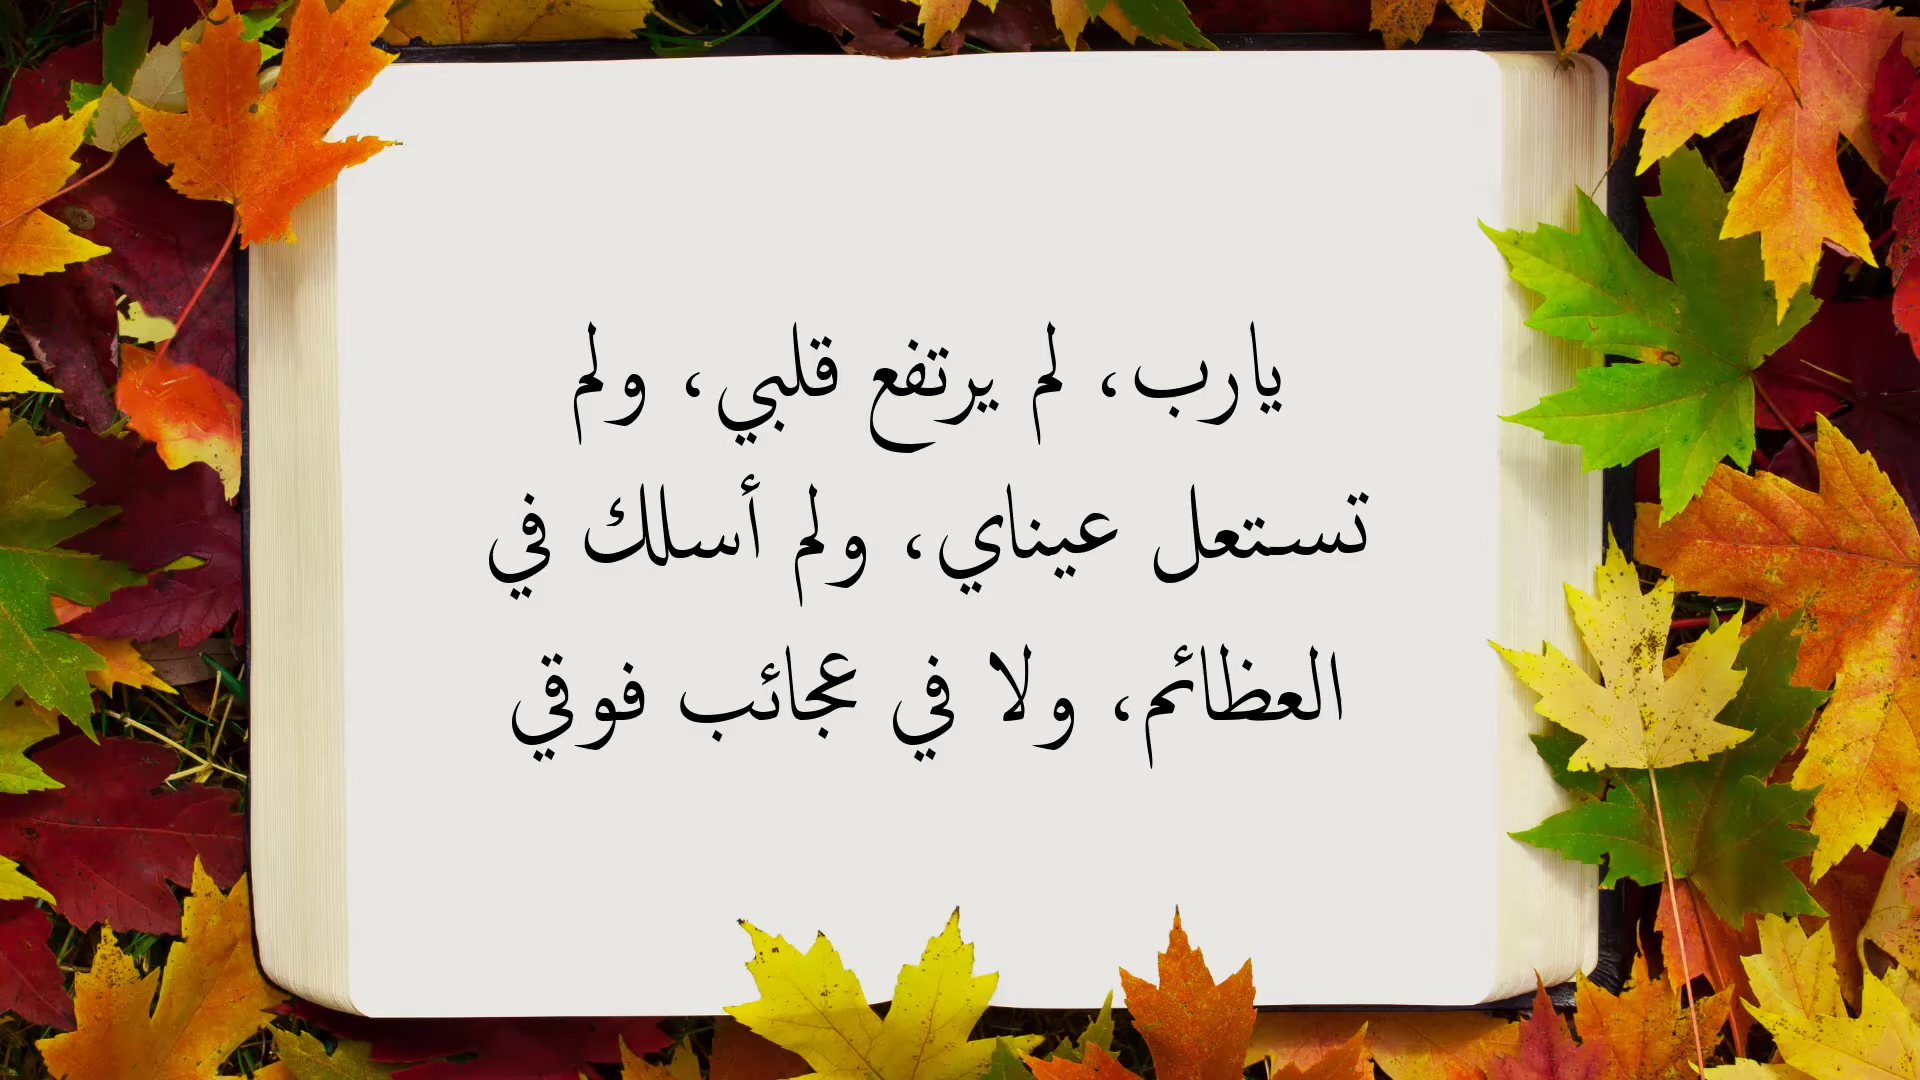 يارب، لم يرتفع قلبي، ولم
تستعل عيناي، ولم أسلك في
العظائم، ولا في عجائب فوقي